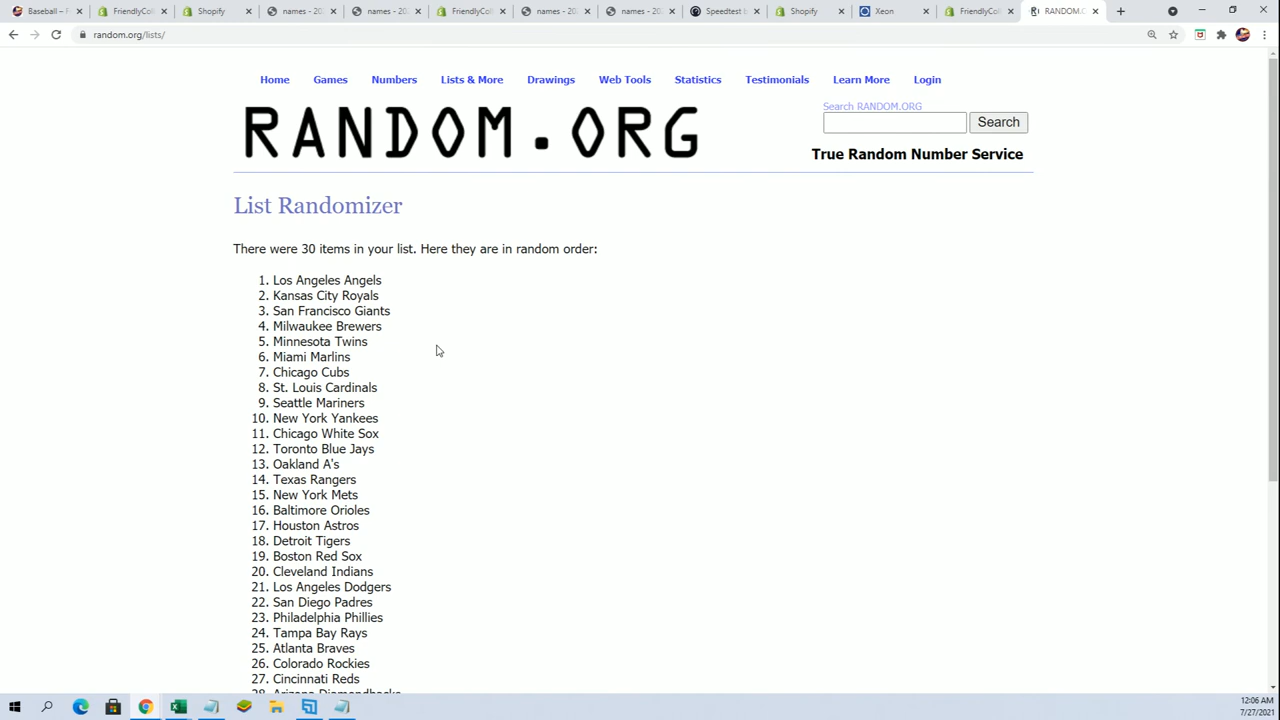 Baseball –
FriendlyColl
Shopify
names - 20
names - 20
FriendlyColl
names - 20
names - 20
Speedtest b
Shopify
Xeon
FriendlyColl
RANDOM.O
random.org/lists/
Home Games Numbers Lists & More Drawings Web Tools Statistics Testimonials Learn More Login
RANDOM.ORG
Search RANDOM.ORG
Search
True Random Number Service
List Randomizer
There were 30 items in your list. Here they are in random order:
1. Los Angeles Angels
2. Kansas City Royals
3. San Francisco Giants
4. Milwaukee Brewers
5. Minnesota Twins
6. Miami Marlins
7. Chicago Cubs
8. St. Louis Cardinals
9. Seattle Mariners
10. New York Yankees
11. Chicago White Sox
12. Toronto Blue Jays
13. Oakland A's
14. Texas Rangers
15. New York Mets
16. Baltimore Orioles
17. Houston Astros
18. Detroit Tigers
19. Boston Red Sox
20. Cleveland Indians
21. Los Angeles Dodgers
22. San Diego Padres
23. Philadelphia Phillies
24. Tampa Bay Rays
25. Atlanta Braves
26. Colorado Rockies
27. Cincinnati Reds
28. Arizona Diamondbacks
12:06 AM
7/27/2021